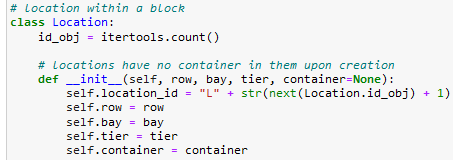 # location within a block
class Location:
    id_obj = itertools.count()
    # locations have no container in them upon creation
    def __init__(self, row, bay, tier, container=None):
        self.location_id = "L" + str(next(Location.id_obj) + 1)
        self.row = row
        self.bay = bay
        self.tier = tier
        self.container = container